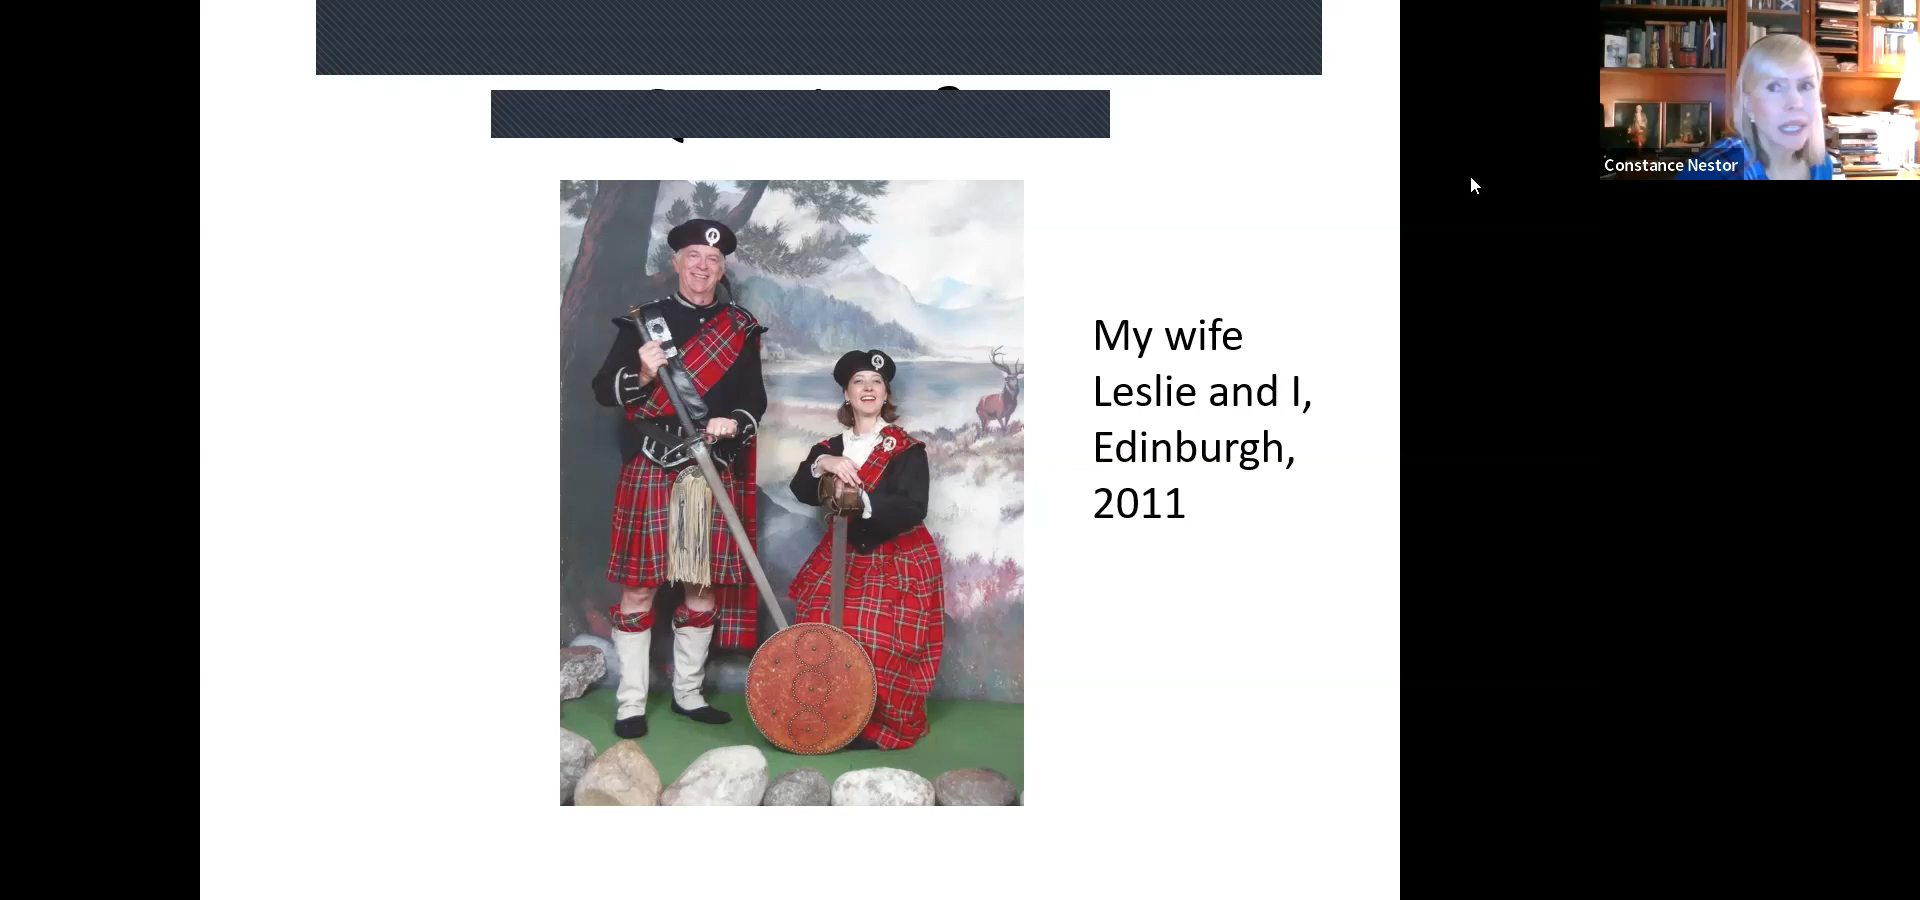 Constance Nestor
My wife
Leslie and I,
Edinburgh,
2011